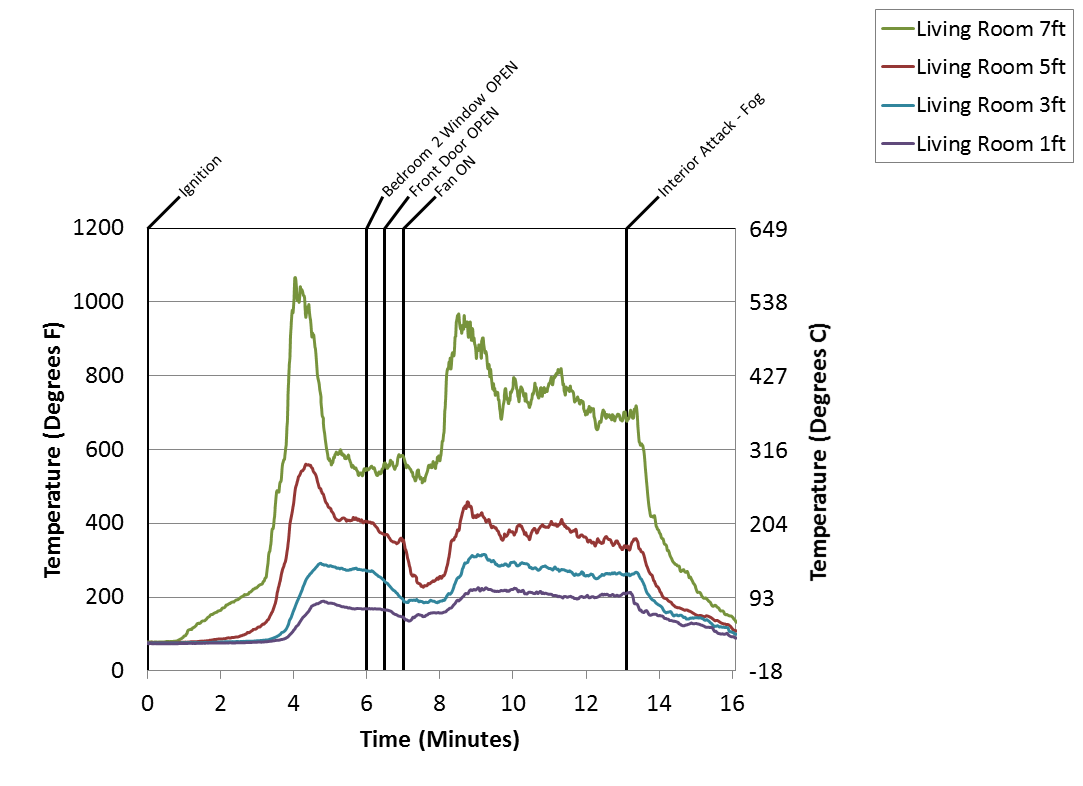 Living Room 7ft
Living Room 5ft
Living Room 3ft
Living Room 1ft
Ignition
Bedroom 2 Window OPEN
Front Door OPEN
Fan ON
Interior Attack - Fog
1200
1000
800
600
400
200
0
Temperature (Degrees F)
649
538
427
316
204
93
-18
Temperature (Degrees C)
0 2 4 6 8 10 12 14 16
Time (Minutes)